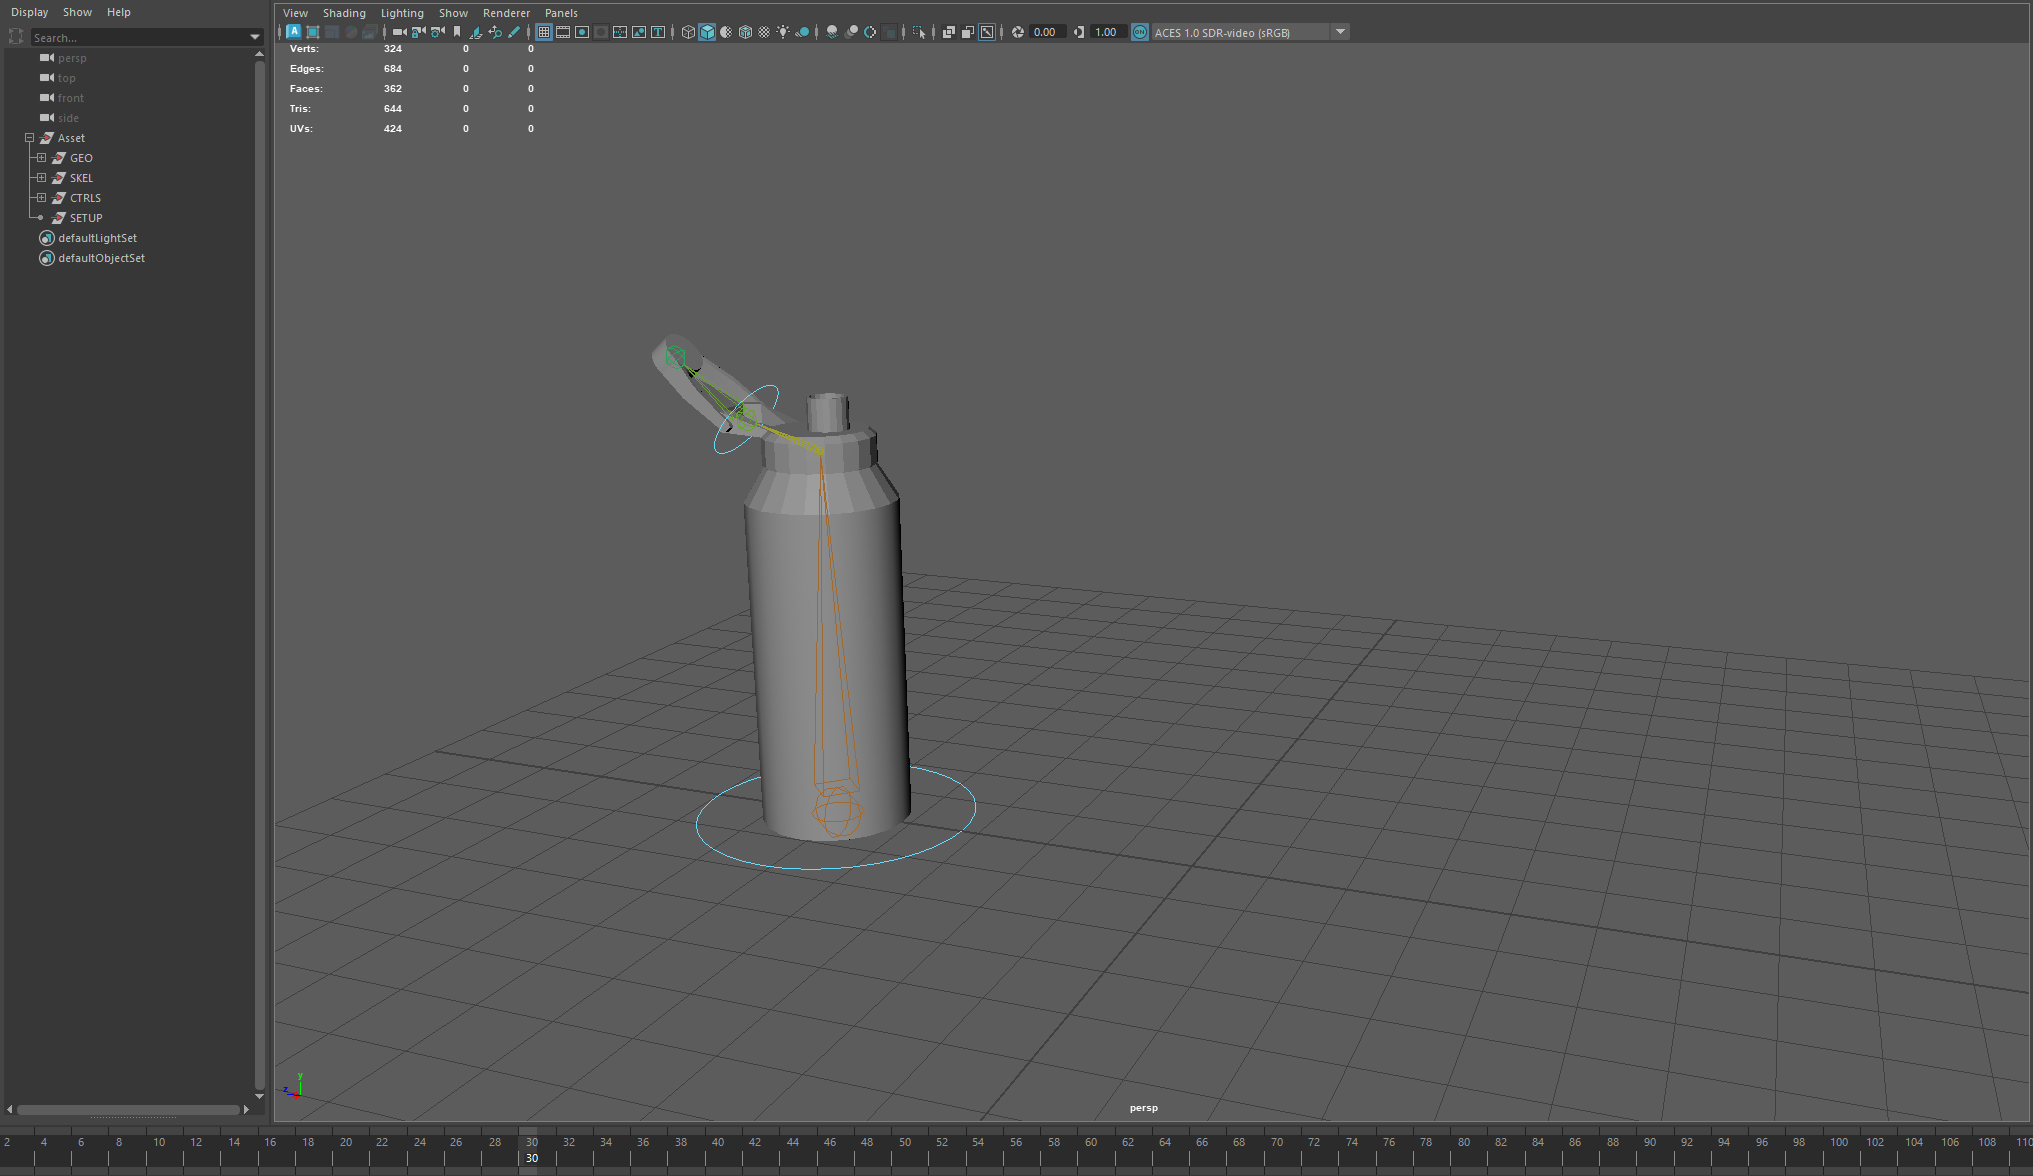 Display Show Help
View Shading Lighting Show Renderer Panels
Search...
0.00 1.00 ON ACES 1.0 SDR-video (sRGB)
Verts: 324 0 0
Edges: 684 0 0
Faces: 362 0 0
Tris: 644 0 0
UVs: 424 0 0
persp
top
front
side
Asset
GEO
SKEL
CTRLS
SETUP
defaultLightSet
defaultObjectSet
y
z
persp
2 4 6 8 10 12 14 16 18 20 22 24 26 28 30 32 34 36 38 40 42 44 46 48 50 52 54 56 58 60 62 64 66 68 70 72 74 76 78 80 82 84 86 88 90 92 94 96 98 100 102 104 106 108 110
30